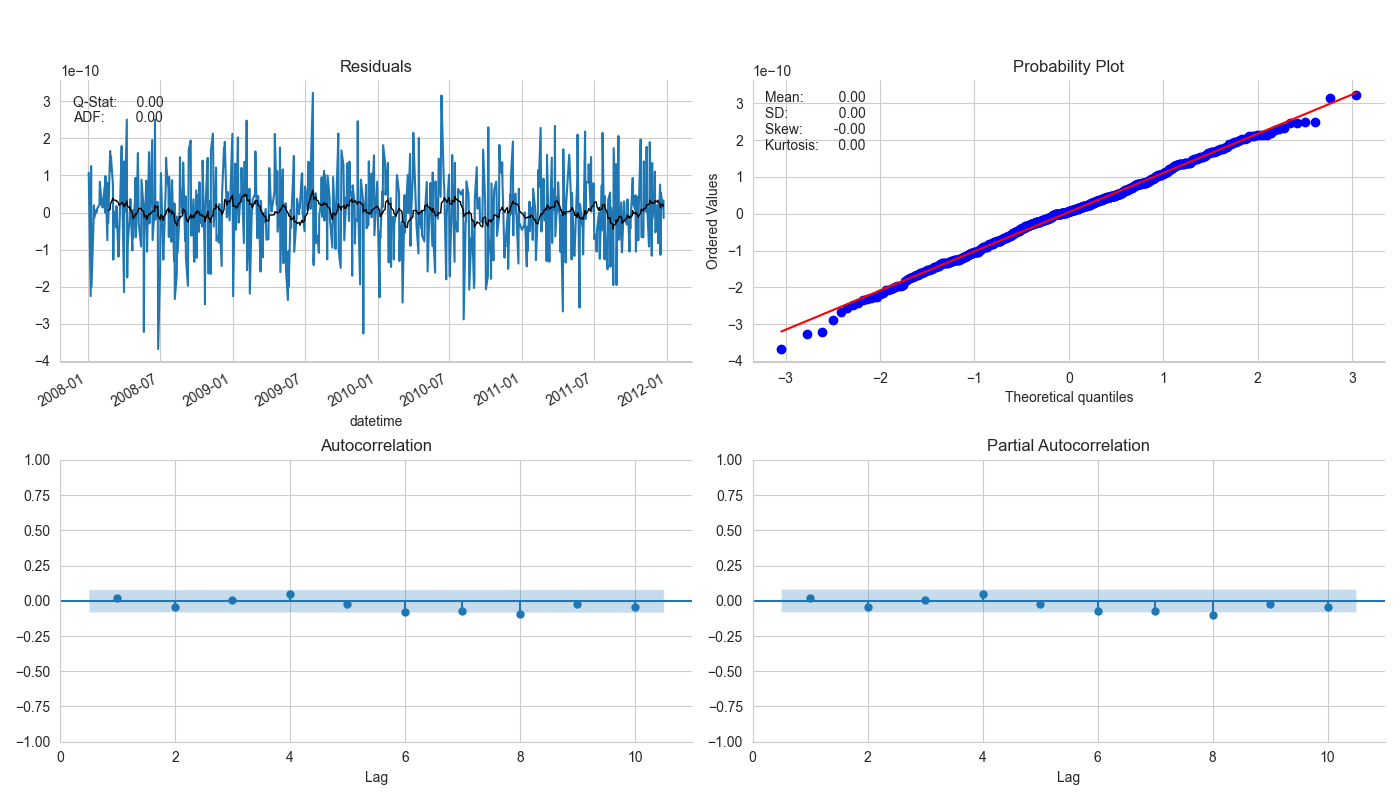 Residuals
1e−10
Q-Stat: 0.00
ADF: 0.00
3
2
1
0
−1
−2
−3
−4
2008-01
2008-07
2009-01
2009-07
2010-01
2010-07
2011-01
2011-07
2012-01
datetime
Probability Plot
1e−10
Mean: 0.00
SD: 0.00
Skew: -0.00
Kurtosis: 0.00
Ordered Values
3
2
1
0
−1
−2
−3
−4
−3 −2 −1 0 1 2 3
Theoretical quantiles
Autocorrelation
1.00
0.75
0.50
0.25
0.00
−0.25
−0.50
−0.75
−1.00
0 2 4 6 8 10
Lag
Partial Autocorrelation
1.00
0.75
0.50
0.25
0.00
−0.25
−0.50
−0.75
−1.00
0 2 4 6 8 10
Lag